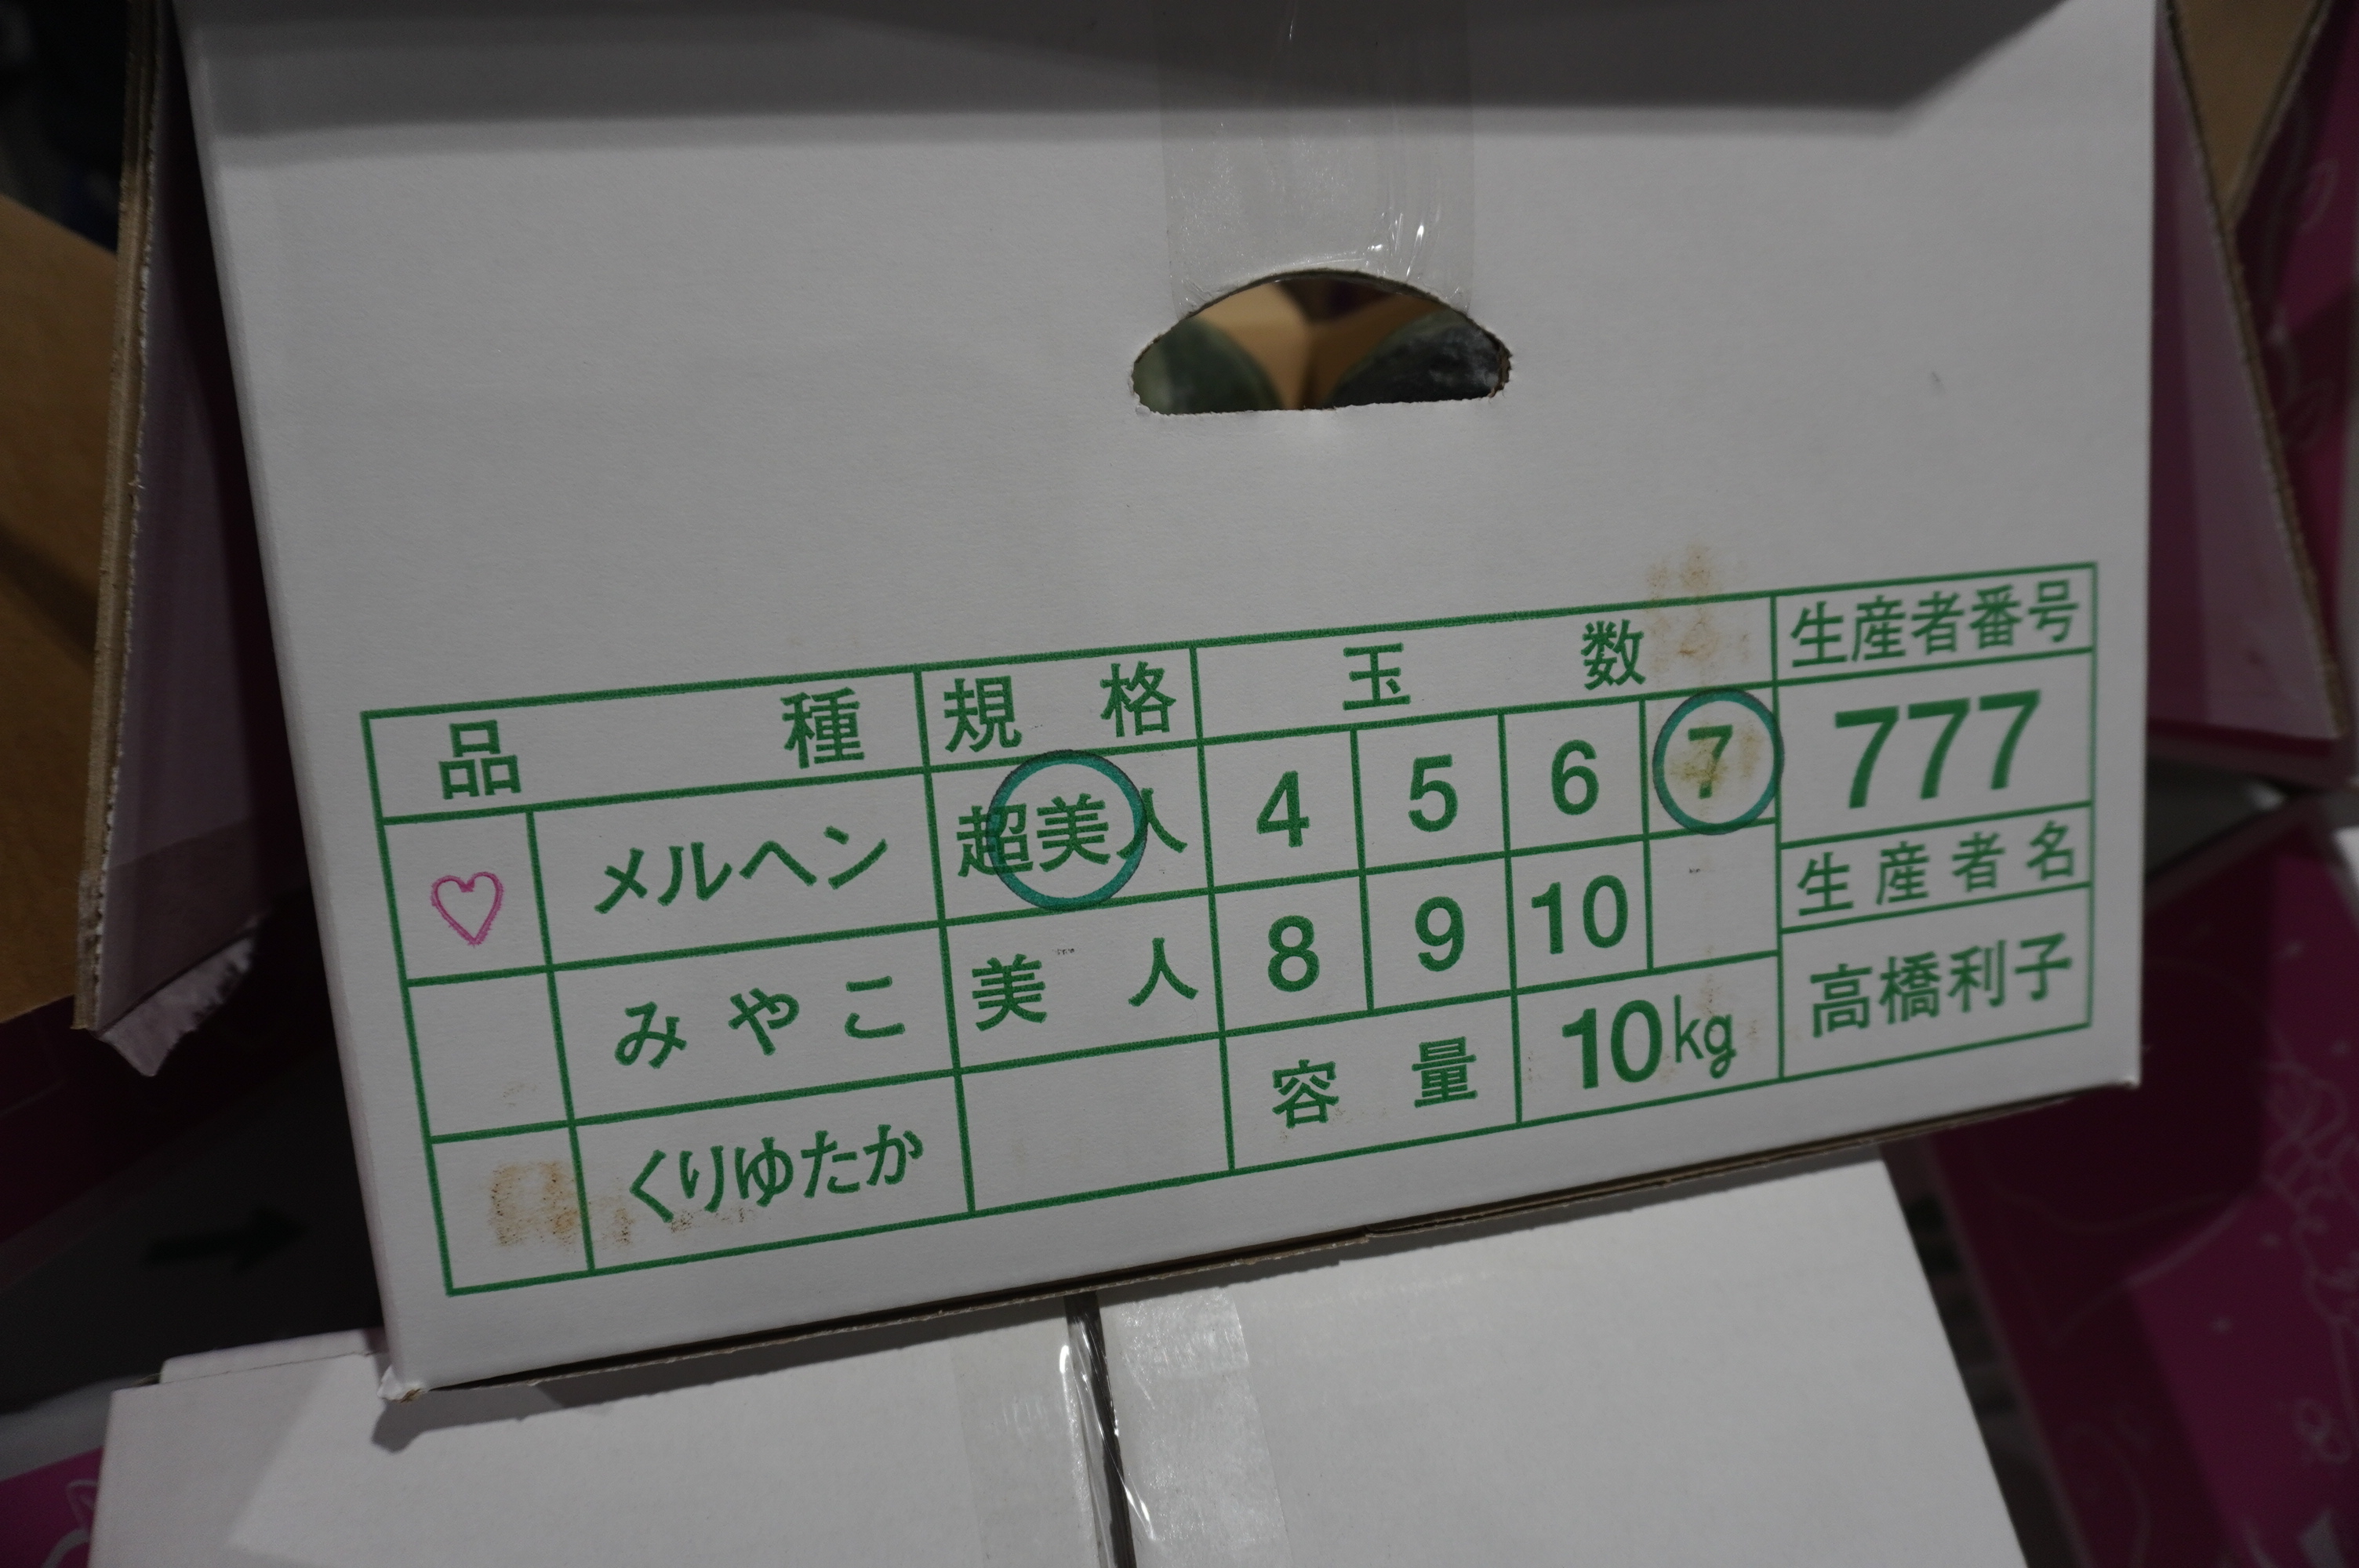 品種 規格 玉数 生産者番号
♡ メルヘン 超美人 4 5 6 7 777
みやこ 美人 8 9 10 生産者名
くりゆたか 容量 10kg 高橋利子